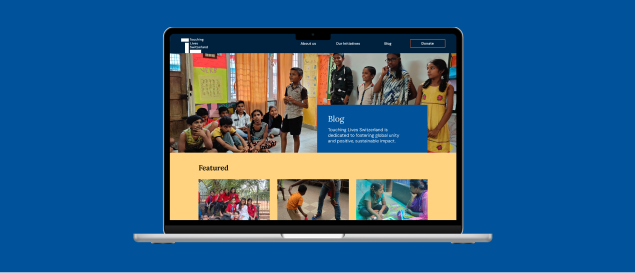 Touching
Lives
Switzerland
About us
Our Initiatives
Blog
Donate
Blog
Touching Lives Switzerland is
dedicated to fostering global unity
and positive, sustainable impact.
Featured